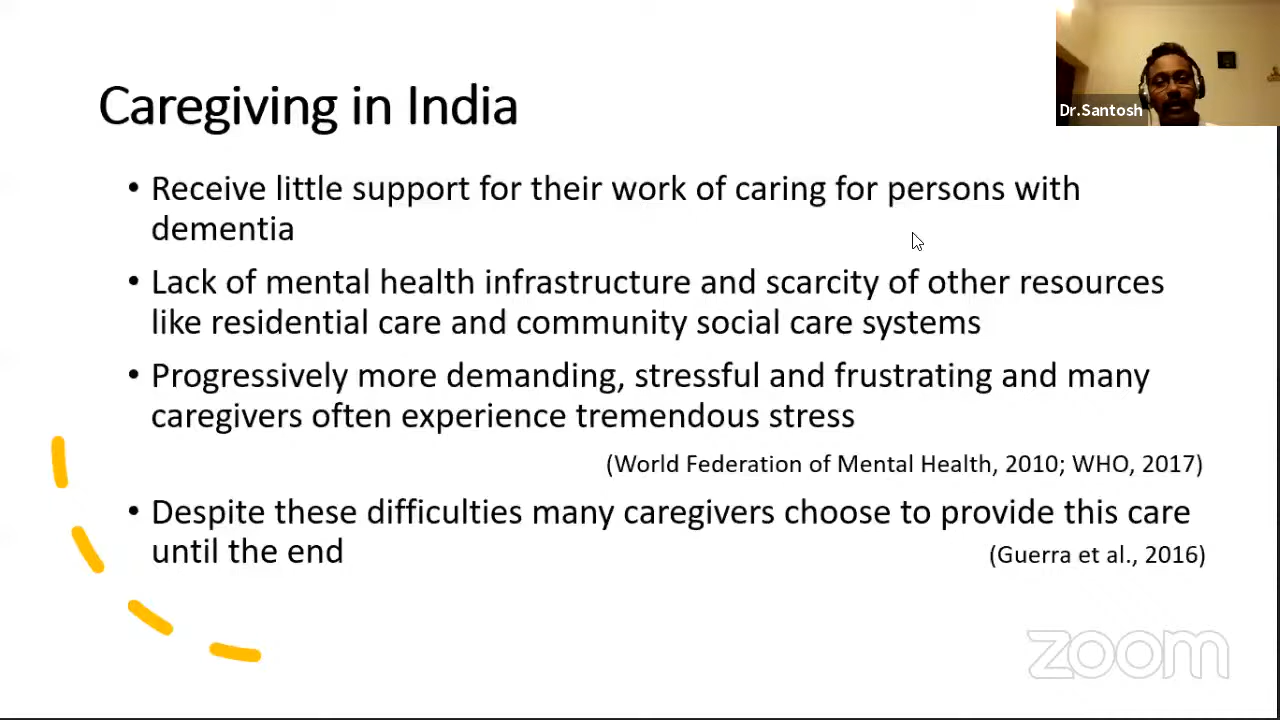 Caregiving in India
Dr.Santosh
• Receive little support for their work of caring for persons with
dementia
• Lack of mental health infrastructure and scarcity of other resources
like residential care and community social care systems
• Progressively more demanding, stressful and frustrating and many
caregivers often experience tremendous stress
(World Federation of Mental Health, 2010; WHO, 2017)
• Despite these difficulties many caregivers choose to provide this care
until the end
(Guerra et al., 2016)
zoom